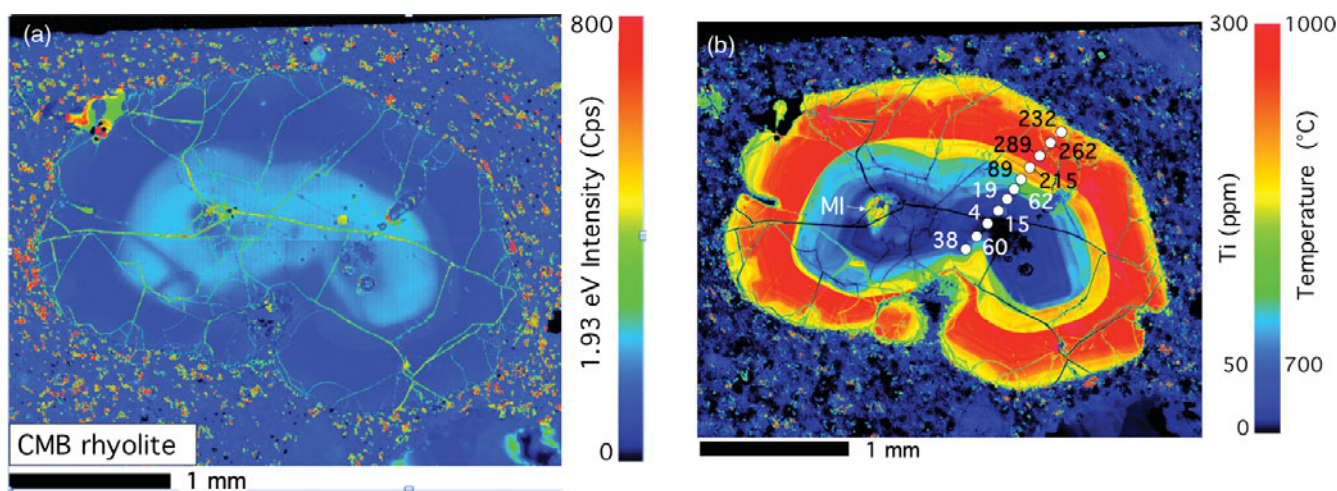 (a)
800
1.93 eV Intensity (Cps)
0
CMB rhyolite
1 mm
(b)
232
289
262
89
215
19
62
MI
4
15
38
60
300
1000
Ti (ppm)
Temperature (°C)
50
700
0
1 mm